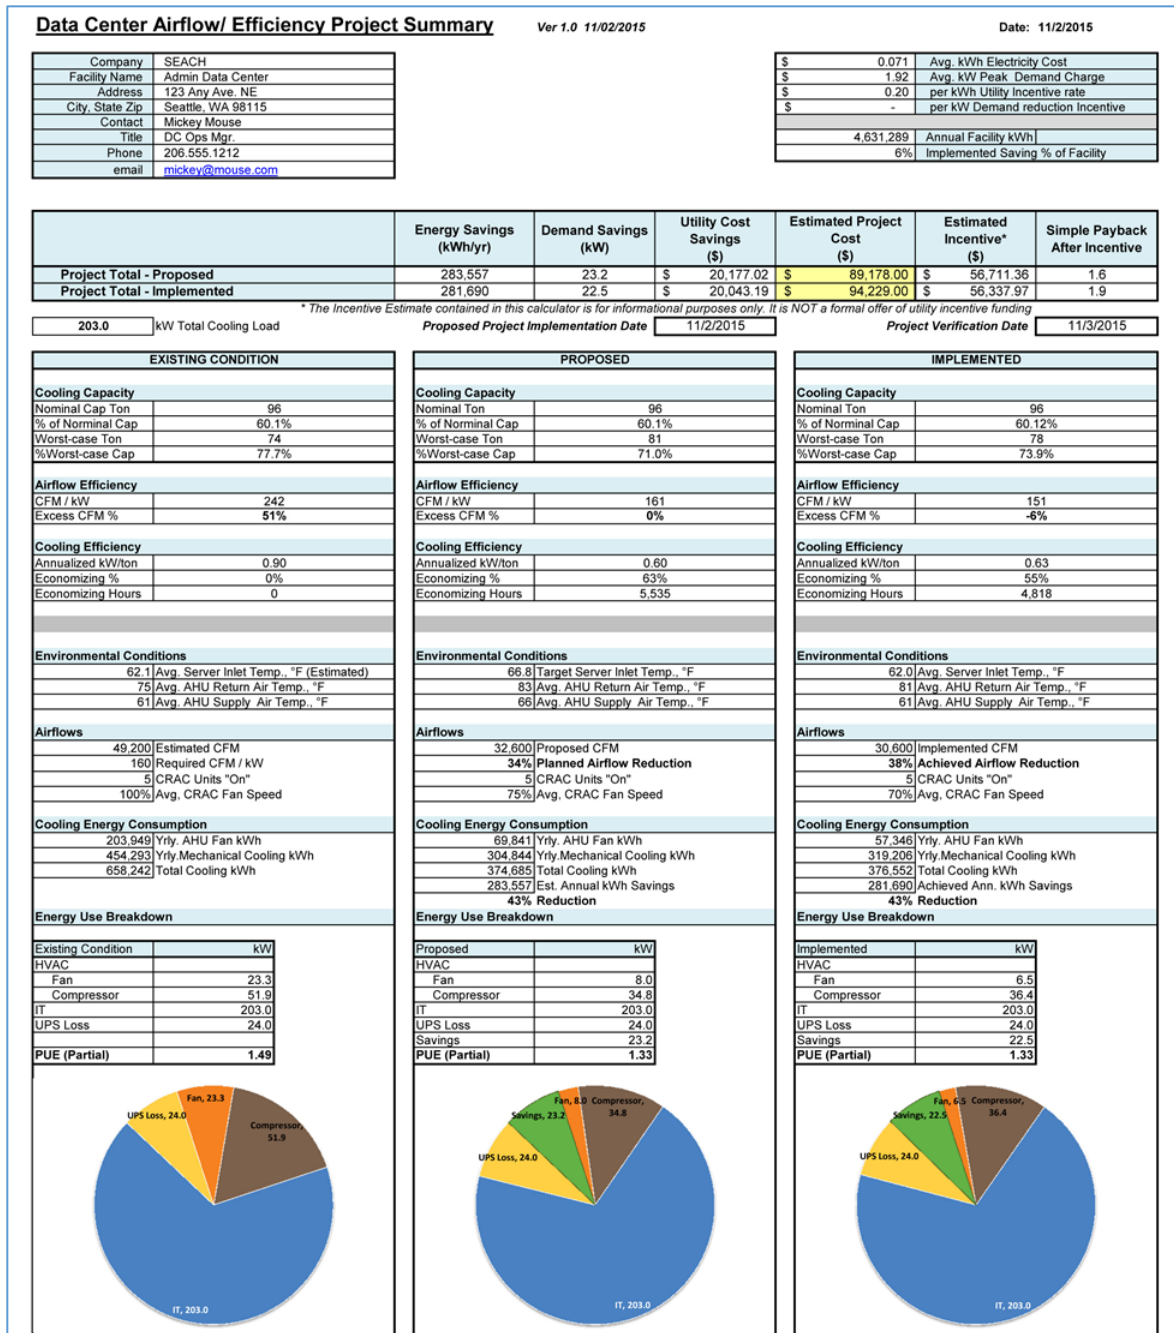 Data Center Airflow/ Efficiency Project Summary Ver 1.0 11/02/2015 Date: 11/2/2015
Company SEACH
Facility Name Admin Data Center
Address 123 Any Ave. NE
City, State Zip Seattle, WA 98115
Contact Mickey Mouse
Title DC Ops Mgr.
Phone 206.555.1212
email mickey@mouse.com
$ 0.071 Avg. kWh Electricity Cost
$ 1.92 Avg. kW Peak Demand Charge
$ 0.20 per kWh Utility Incentive rate
$ - per kW Demand reduction Incentive
4,631,289 Annual Facility kWh
6% Implemented Saving % of Facility
Energy Savings (kWh/yr) Demand Savings (kW) Utility Cost Savings ($) Estimated Project Cost ($) Estimated Incentive* ($) Simple Payback After Incentive
Project Total - Proposed 283,557 23.2 $ 20,177.02 $ 89,178.00 $ 56,711.36 1.6
Project Total - Implemented 281,690 22.5 $ 20,043.19 $ 94,229.00 $ 56,337.97 1.9
* The Incentive Estimate contained in this calculator is for informational purposes only. It is NOT a formal offer of utility incentive funding
203.0 kW Total Cooling Load Proposed Project Implementation Date 11/2/2015 Project Verification Date 11/3/2015
EXISTING CONDITION
Cooling Capacity
Nominal Cap Ton 96
% of Norminal Cap 60.1%
Worst-case Ton 74
%Worst-case Cap 77.7%
Airflow Efficiency
CFM / kW 242
Excess CFM % 51%
Cooling Efficiency
Annualized kW/ton 0.90
Economizing % 0%
Economizing Hours 0
Environmental Conditions
62.1 Avg. Server Inlet Temp., °F (Estimated)
75 Avg. AHU Return Air Temp., °F
61 Avg. AHU Supply Air Temp., °F
Airflows
49,200 Estimated CFM
160 Required CFM / kW
5 CRAC Units "On"
100% Avg, CRAC Fan Speed
Cooling Energy Consumption
203,949 Yrly. AHU Fan kWh
454,293 Yrly.Mechanical Cooling kWh
658,242 Total Cooling kWh
Energy Use Breakdown
Existing Condition kW
HVAC
Fan 23.3
Compressor 51.9
IT 203.0
UPS Loss 24.0
PUE (Partial) 1.49
Fan, 23.3
UPS Loss, 24.0
Compressor, 51.9
IT, 203.0
PROPOSED
Cooling Capacity
Nominal Ton 96
% of Norminal Cap 60.1%
Worst-case Ton 81
%Worst-case Cap 71.0%
Airflow Efficiency
CFM / kW 161
Excess CFM % 0%
Cooling Efficiency
Annualized kW/ton 0.60
Economizing % 63%
Economizing Hours 5,535
Environmental Conditions
66.8 Target Server Inlet Temp., °F
83 Avg. AHU Return Air Temp., °F
66 Avg. AHU Supply Air Temp., °F
Airflows
32,600 Proposed CFM
34% Planned Airflow Reduction
5 CRAC Units "On"
75% Avg, CRAC Fan Speed
Cooling Energy Consumption
69,841 Yrly. AHU Fan kWh
304,844 Yrly.Mechanical Cooling kWh
374,685 Total Cooling kWh
283,557 Est. Annual kWh Savings
43% Reduction
Energy Use Breakdown
Proposed kW
HVAC
Fan 8.0
Compressor 34.8
IT 203.0
UPS Loss 24.0
Savings 23.2
PUE (Partial) 1.33
Fan, 8.0
Compressor, 34.8
Savings, 23.2
UPS Loss, 24.0
IT, 203.0
IMPLEMENTED
Cooling Capacity
Nominal Ton 96
% of Norminal Cap 60.12%
Worst-case Ton 78
%Worst-case Cap 73.9%
Airflow Efficiency
CFM / kW 151
Excess CFM % -6%
Cooling Efficiency
Annualized kW/ton 0.63
Economizing % 55%
Economizing Hours 4,818
Environmental Conditions
62.0 Avg. Server Inlet Temp., °F
81 Avg. AHU Return Air Temp., °F
61 Avg. AHU Supply Air Temp., °F
Airflows
30,600 Implemented CFM
38% Achieved Airflow Reduction
5 CRAC Units "On"
70% Avg, CRAC Fan Speed
Cooling Energy Consumption
57,346 Yrly. AHU Fan kWh
319,206 Yrly.Mechanical Cooling kWh
376,552 Total Cooling kWh
281,690 Achieved Ann. kWh Savings
43% Reduction
Energy Use Breakdown
Implemented kW
HVAC
Fan 6.5
Compressor 36.4
IT 203.0
UPS Loss 24.0
Savings 22.5
PUE (Partial) 1.33
Fan, 6.5
Compressor, 36.4
Savings, 22.5
UPS Loss, 24.0
IT, 203.0